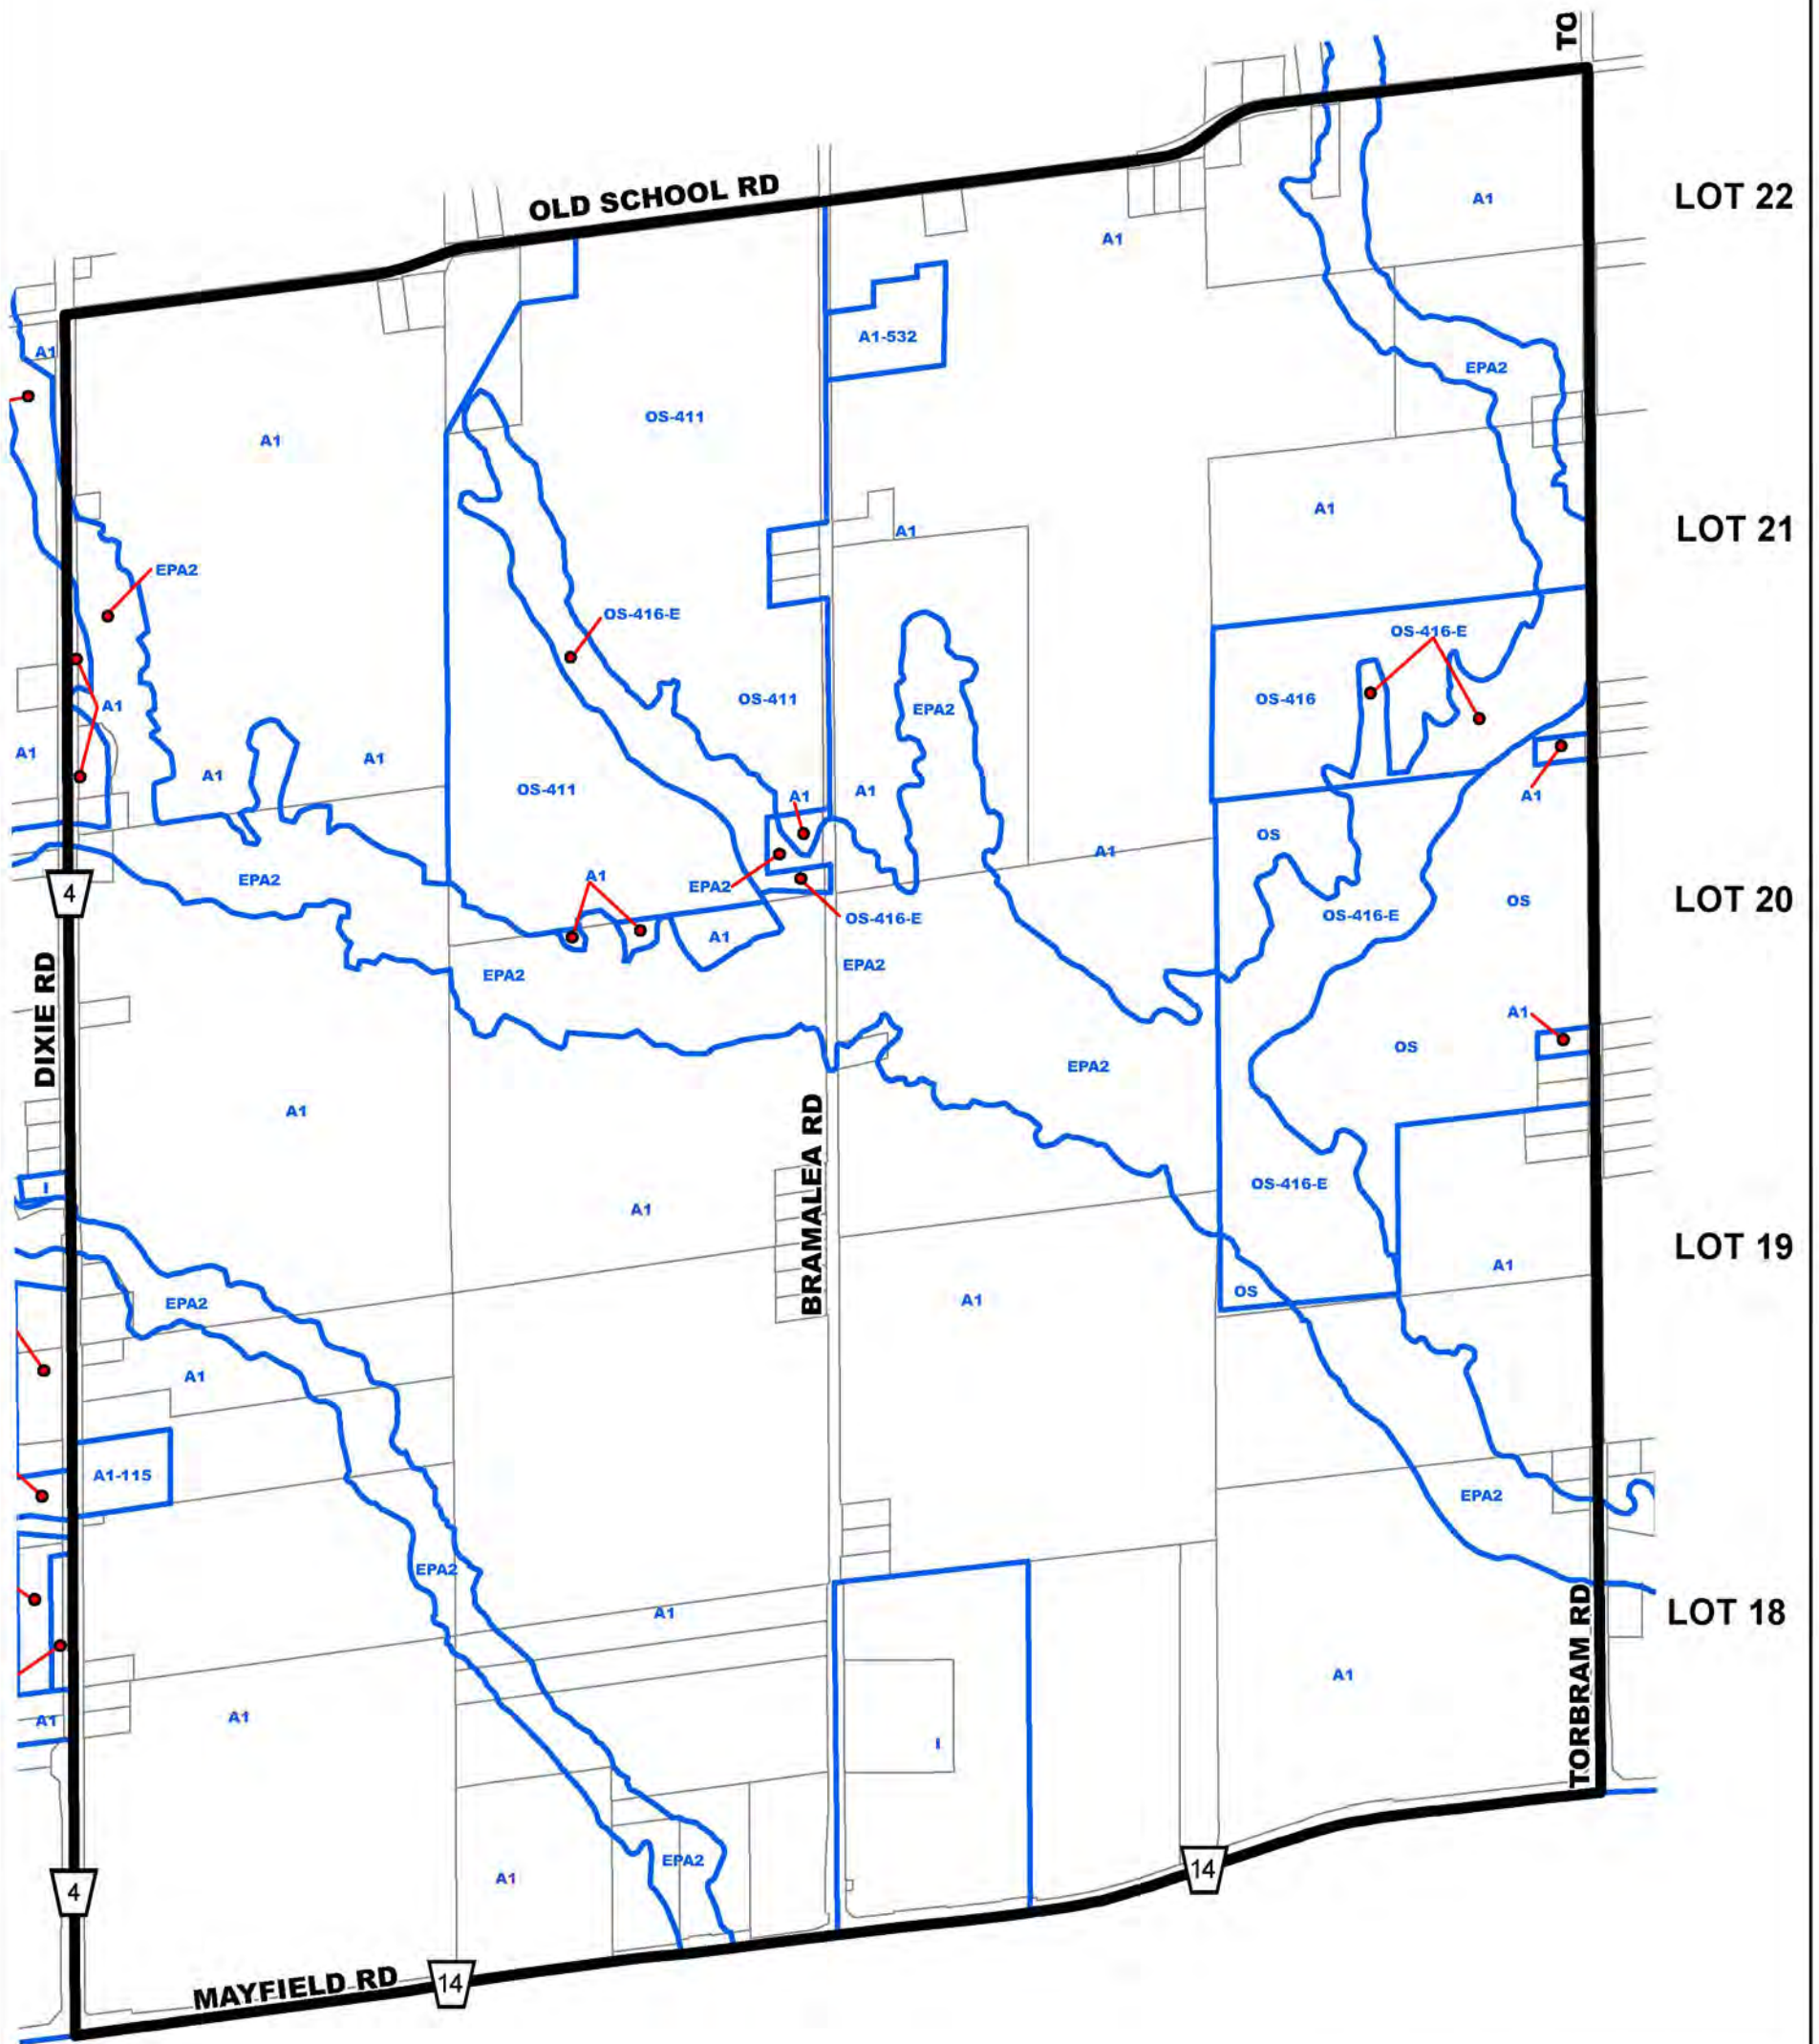 TO
LOT 22
A1
A1
OLD SCHOOL RD
A1-532
A1
EPA2
OS-411
A1
A1
LOT 21
A1
EPA2
OS-416-E
OS-416-E
OS-411
OS-416
EPA2
A1
A1
A1
A1
OS-411
A1
A1
A1
OS
A1
A1
EPA2
4
EPA2
A1
OS-416-E
OS-416-E
OS
LOT 20
A1
EPA2
EPA2
A1
OS
DIXIE RD
EPA2
A1
BRAMALEA RD
I
A1
OS-416-E
LOT 19
A1
EPA2
A1
OS
A1
A1-115
EPA2
EPA2
A1
LOT 18
A1
TORBRAM RD
A1
A1
I
EPA2
A1
14
4
MAYFIELD RD
14